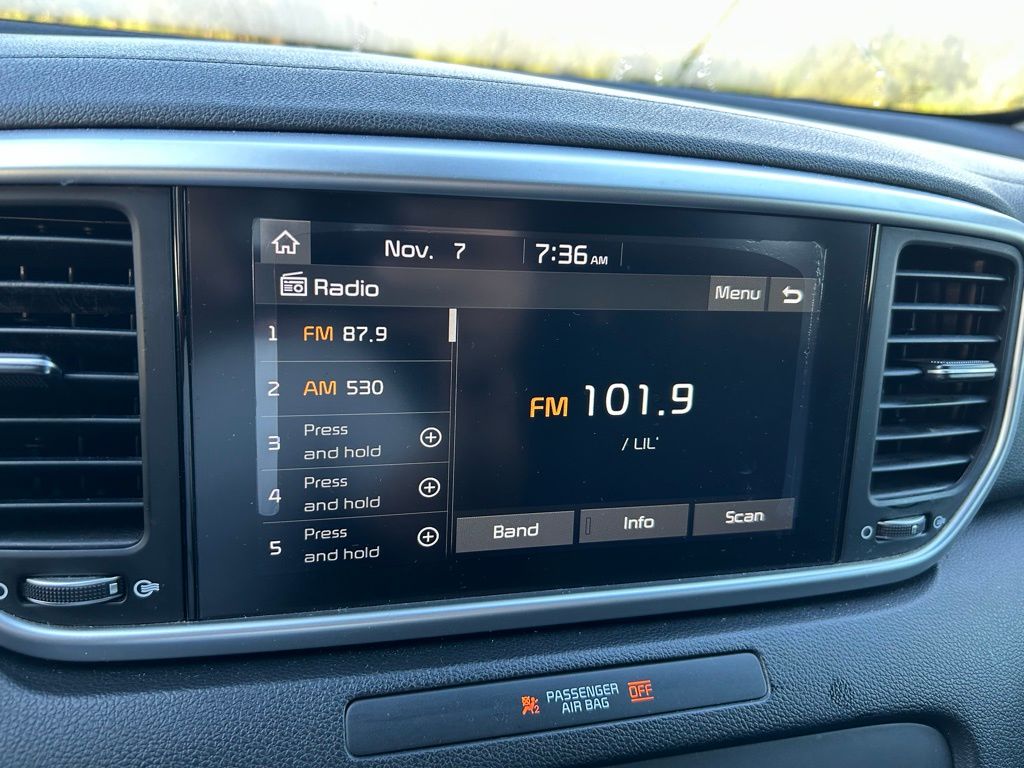 Nov. 7 7:36 AM
Radio Menu
1 FM 87.9
2 AM 530
3 Press
and hold
4 Press
and hold
5 Press
and hold
FM 101.9
/ LIL'
Band Info Scan
2 PASSENGER OFF
AIR BAG